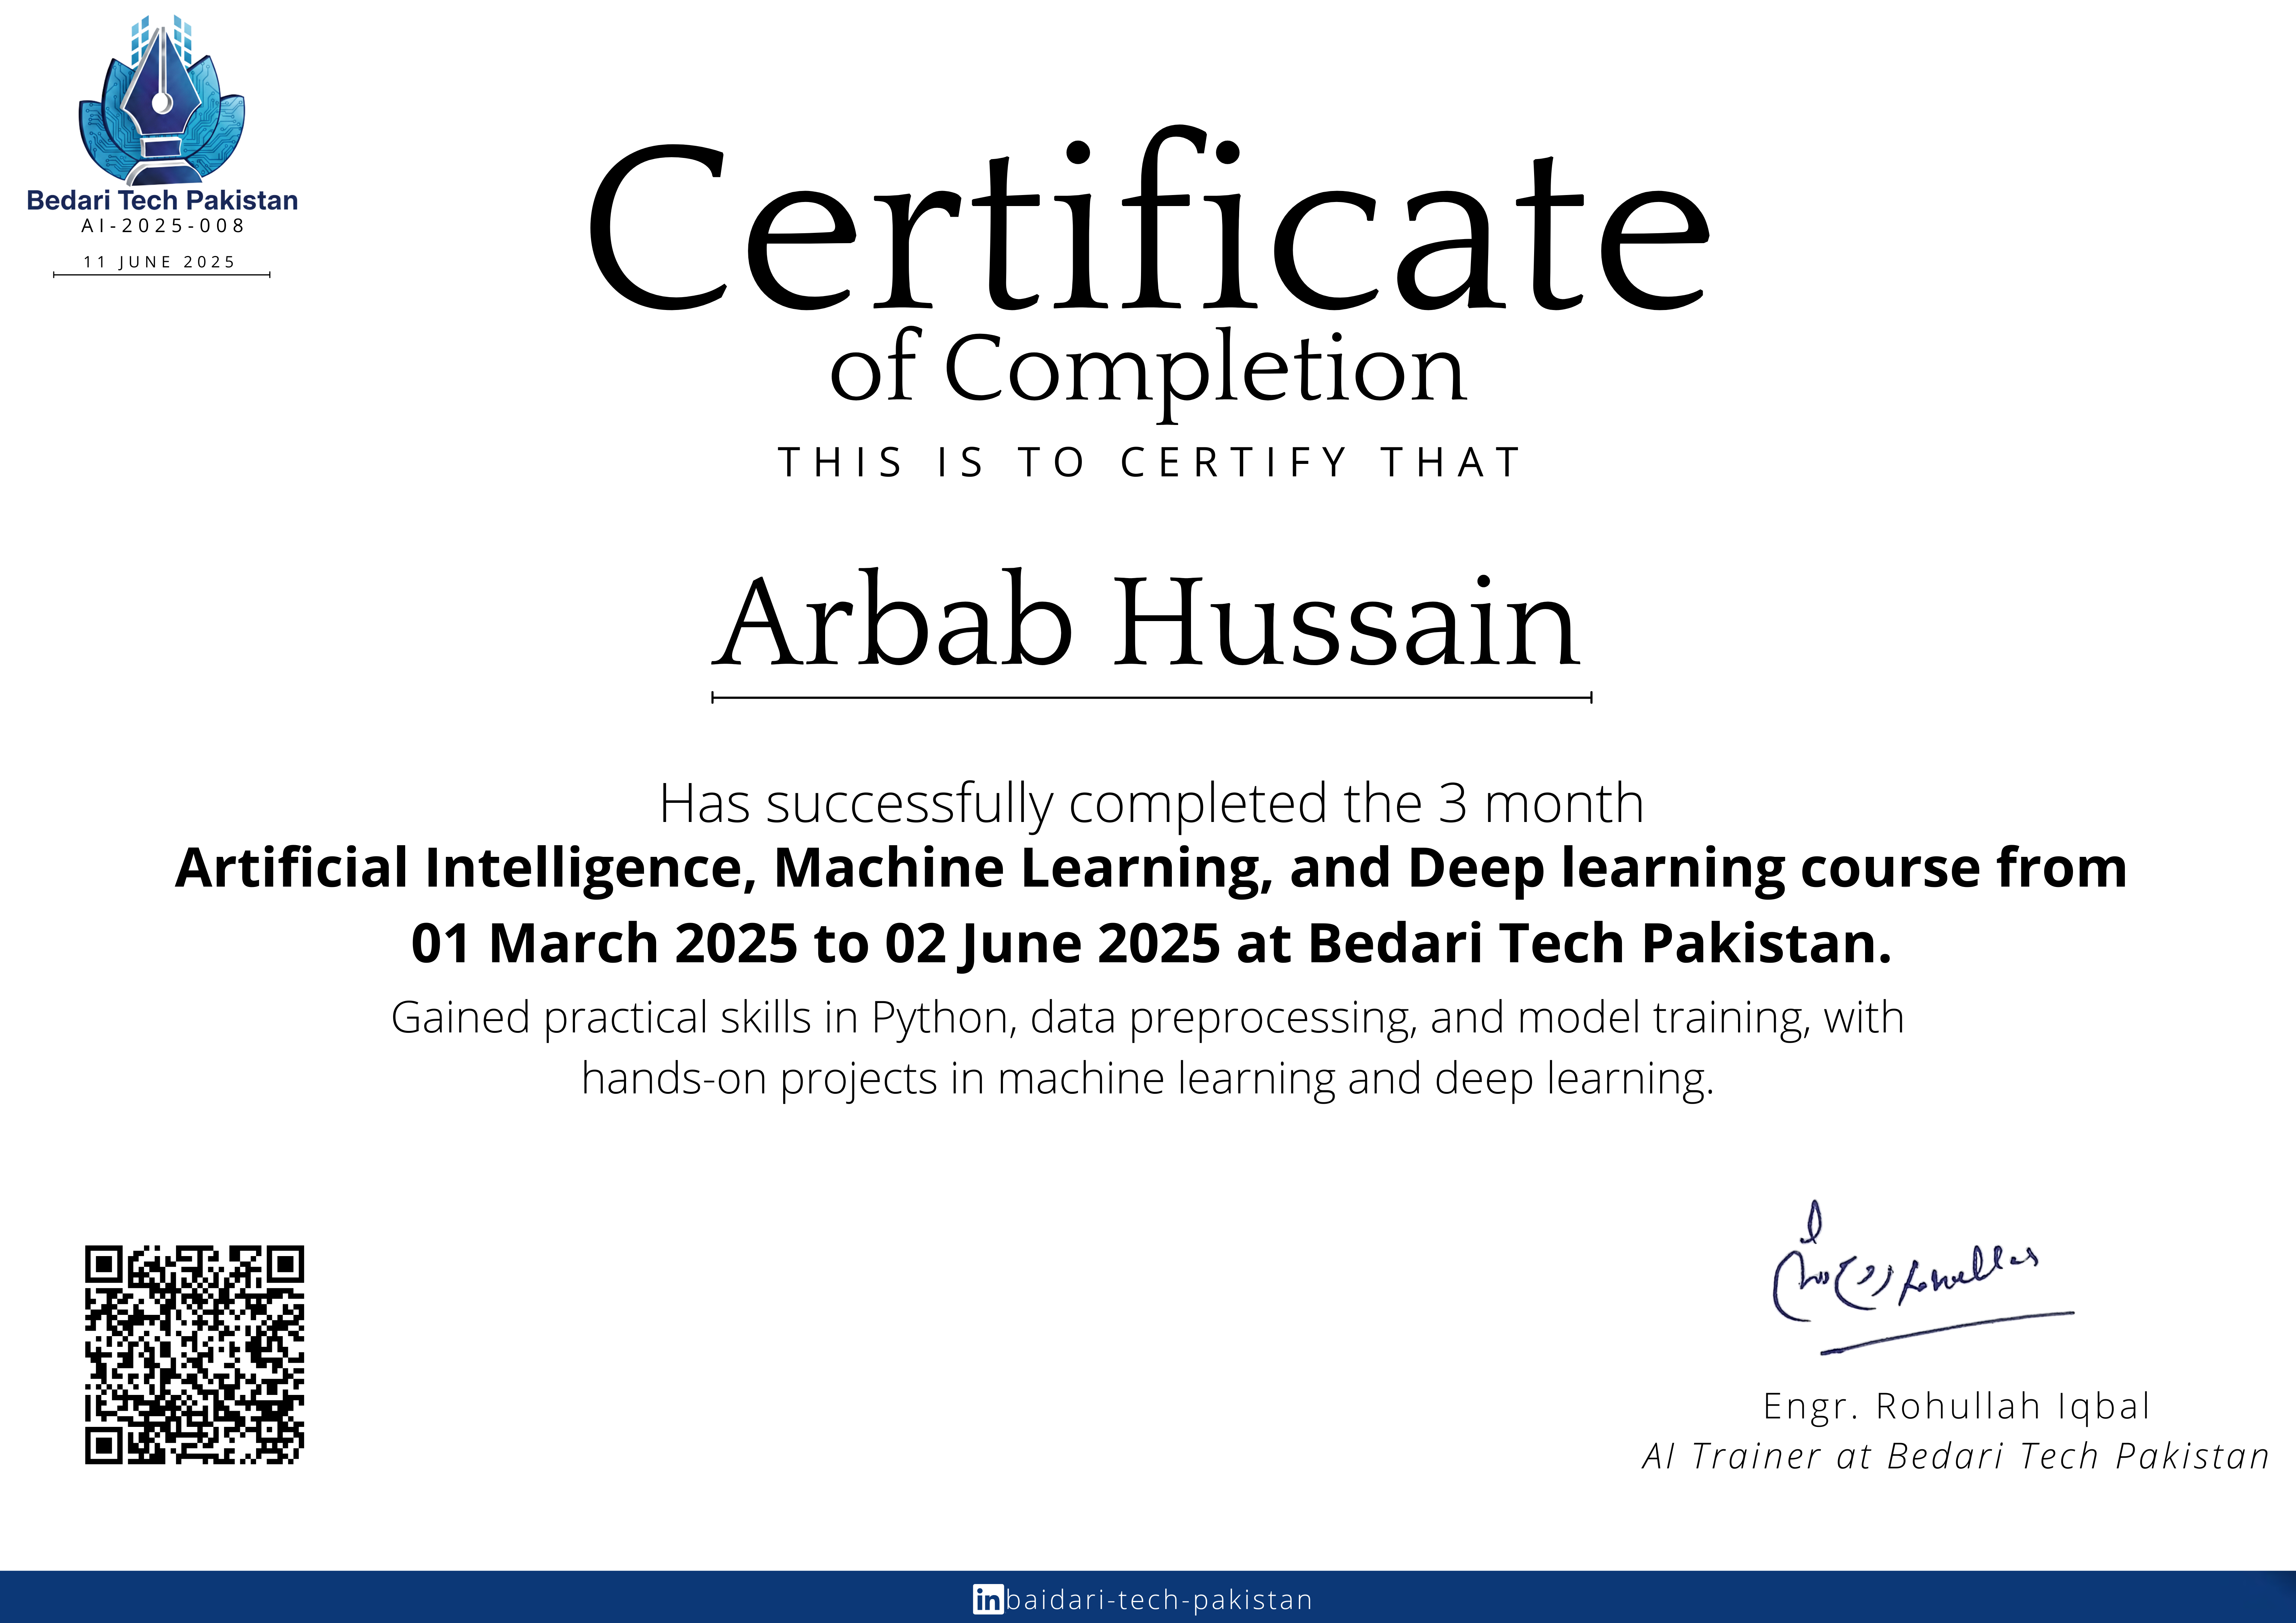 Bedari Tech Pakistan
AI-2025-008
11 JUNE 2025
Certificate
of Completion
THIS IS TO CERTIFY THAT
Arbab Hussain
Has successfully completed the 3 month
Artificial Intelligence, Machine Learning, and Deep learning course from
01 March 2025 to 02 June 2025 at Bedari Tech Pakistan.
Gained practical skills in Python, data preprocessing, and model training, with
hands-on projects in machine learning and deep learning.
Engr. Rohullah Iqbal
AI Trainer at Bedari Tech Pakistan
in baidari-tech-pakistan